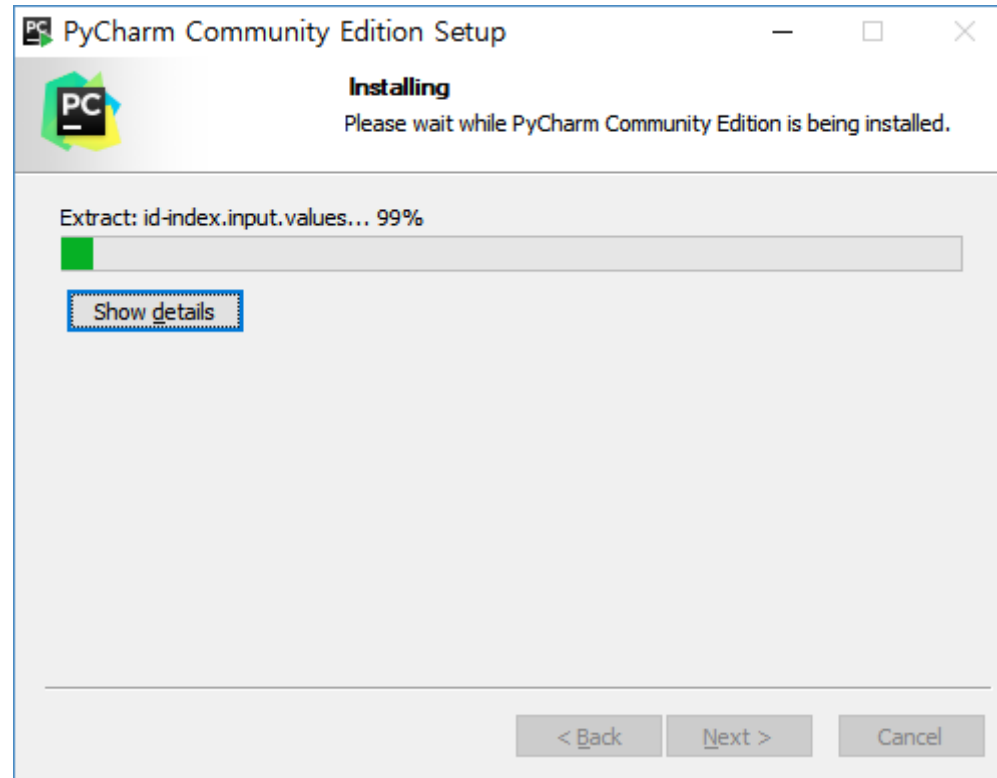 PC PyCharm Community Edition Setup
PC
Installing
Please wait while PyCharm Community Edition is being installed.
Extract: id-index.input.values... 99%
Show details
< Back Next > Cancel